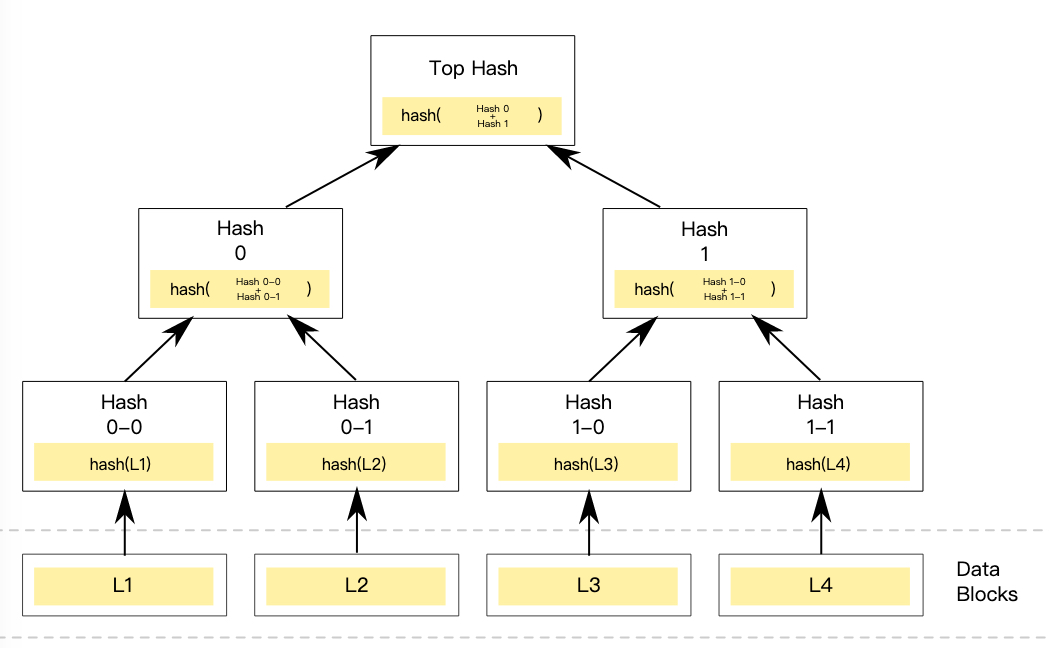 Top Hash
hash( Hash 0 + Hash 1 )
Hash
0
hash( Hash 0–0 + Hash 0–1 )
Hash
1
hash( Hash 1–0 + Hash 1–1 )
Hash
0–0
hash(L1)
Hash
0–1
hash(L2)
Hash
1–0
hash(L3)
Hash
1–1
hash(L4)
L1
L2
L3
L4
Data
Blocks